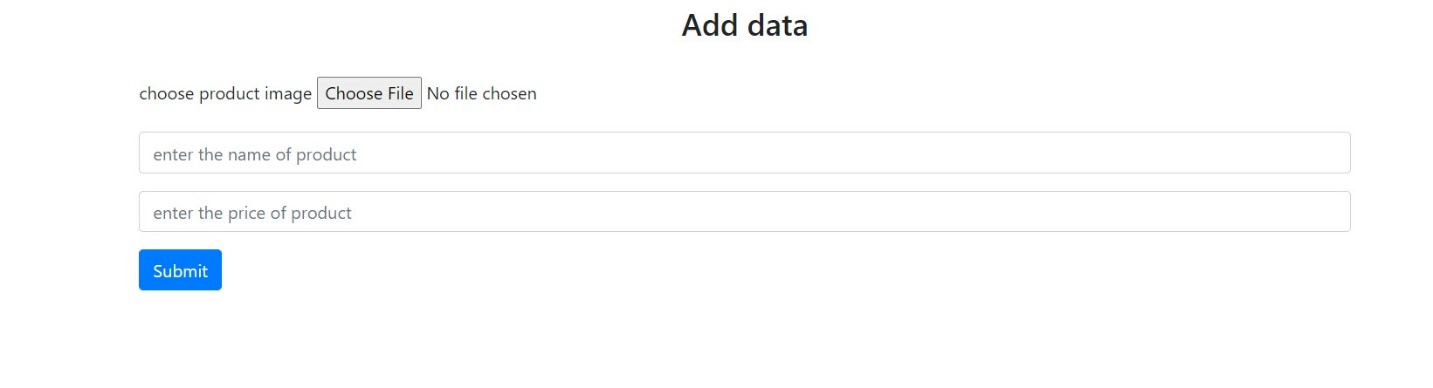 Add data
choose product image Choose File No file chosen
enter the name of product
enter the price of product
Submit